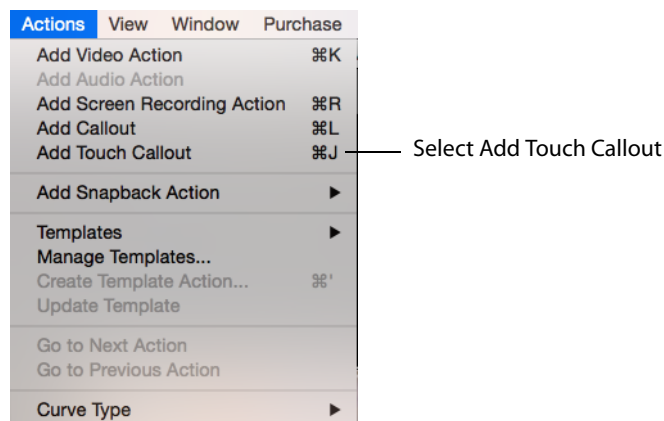 Actions View Window Purchase
Add Video Action ⌘K
Add Audio Action
Add Screen Recording Action ⌘R
Add Callout ⌘L
Add Touch Callout ⌘J Select Add Touch Callout
Add Snapback Action ▶
Templates ▶
Manage Templates...
Create Template Action... ⌘'
Update Template
Go to Next Action
Go to Previous Action
Curve Type ▶